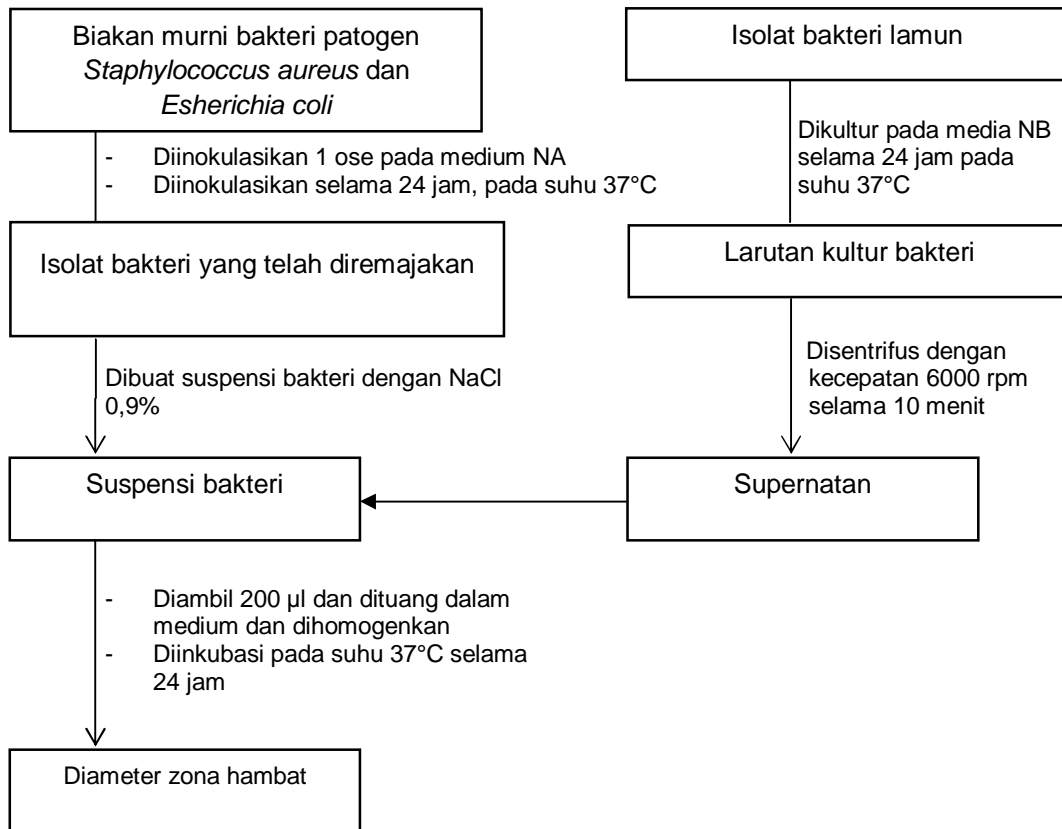 Biakan murni bakteri patogen
Staphylococcus aureus dan
Esherichia coli
- Diinokulasikan 1 ose pada medium NA
- Diinokulasikan selama 24 jam, pada suhu 37°C
Isolat bakteri yang telah diremajakan
Dibuat suspensi bakteri dengan NaCl
0,9%
Suspensi bakteri
- Diambil 200 µl dan dituang dalam
medium dan dihomogenkan
- Diinkubasi pada suhu 37°C selama
24 jam
Diameter zona hambat
Isolat bakteri lamun
Dikultur pada media NB
selama 24 jam pada
suhu 37°C
Larutan kultur bakteri
Disentrifus dengan
kecepatan 6000 rpm
selama 10 menit
Supernatan